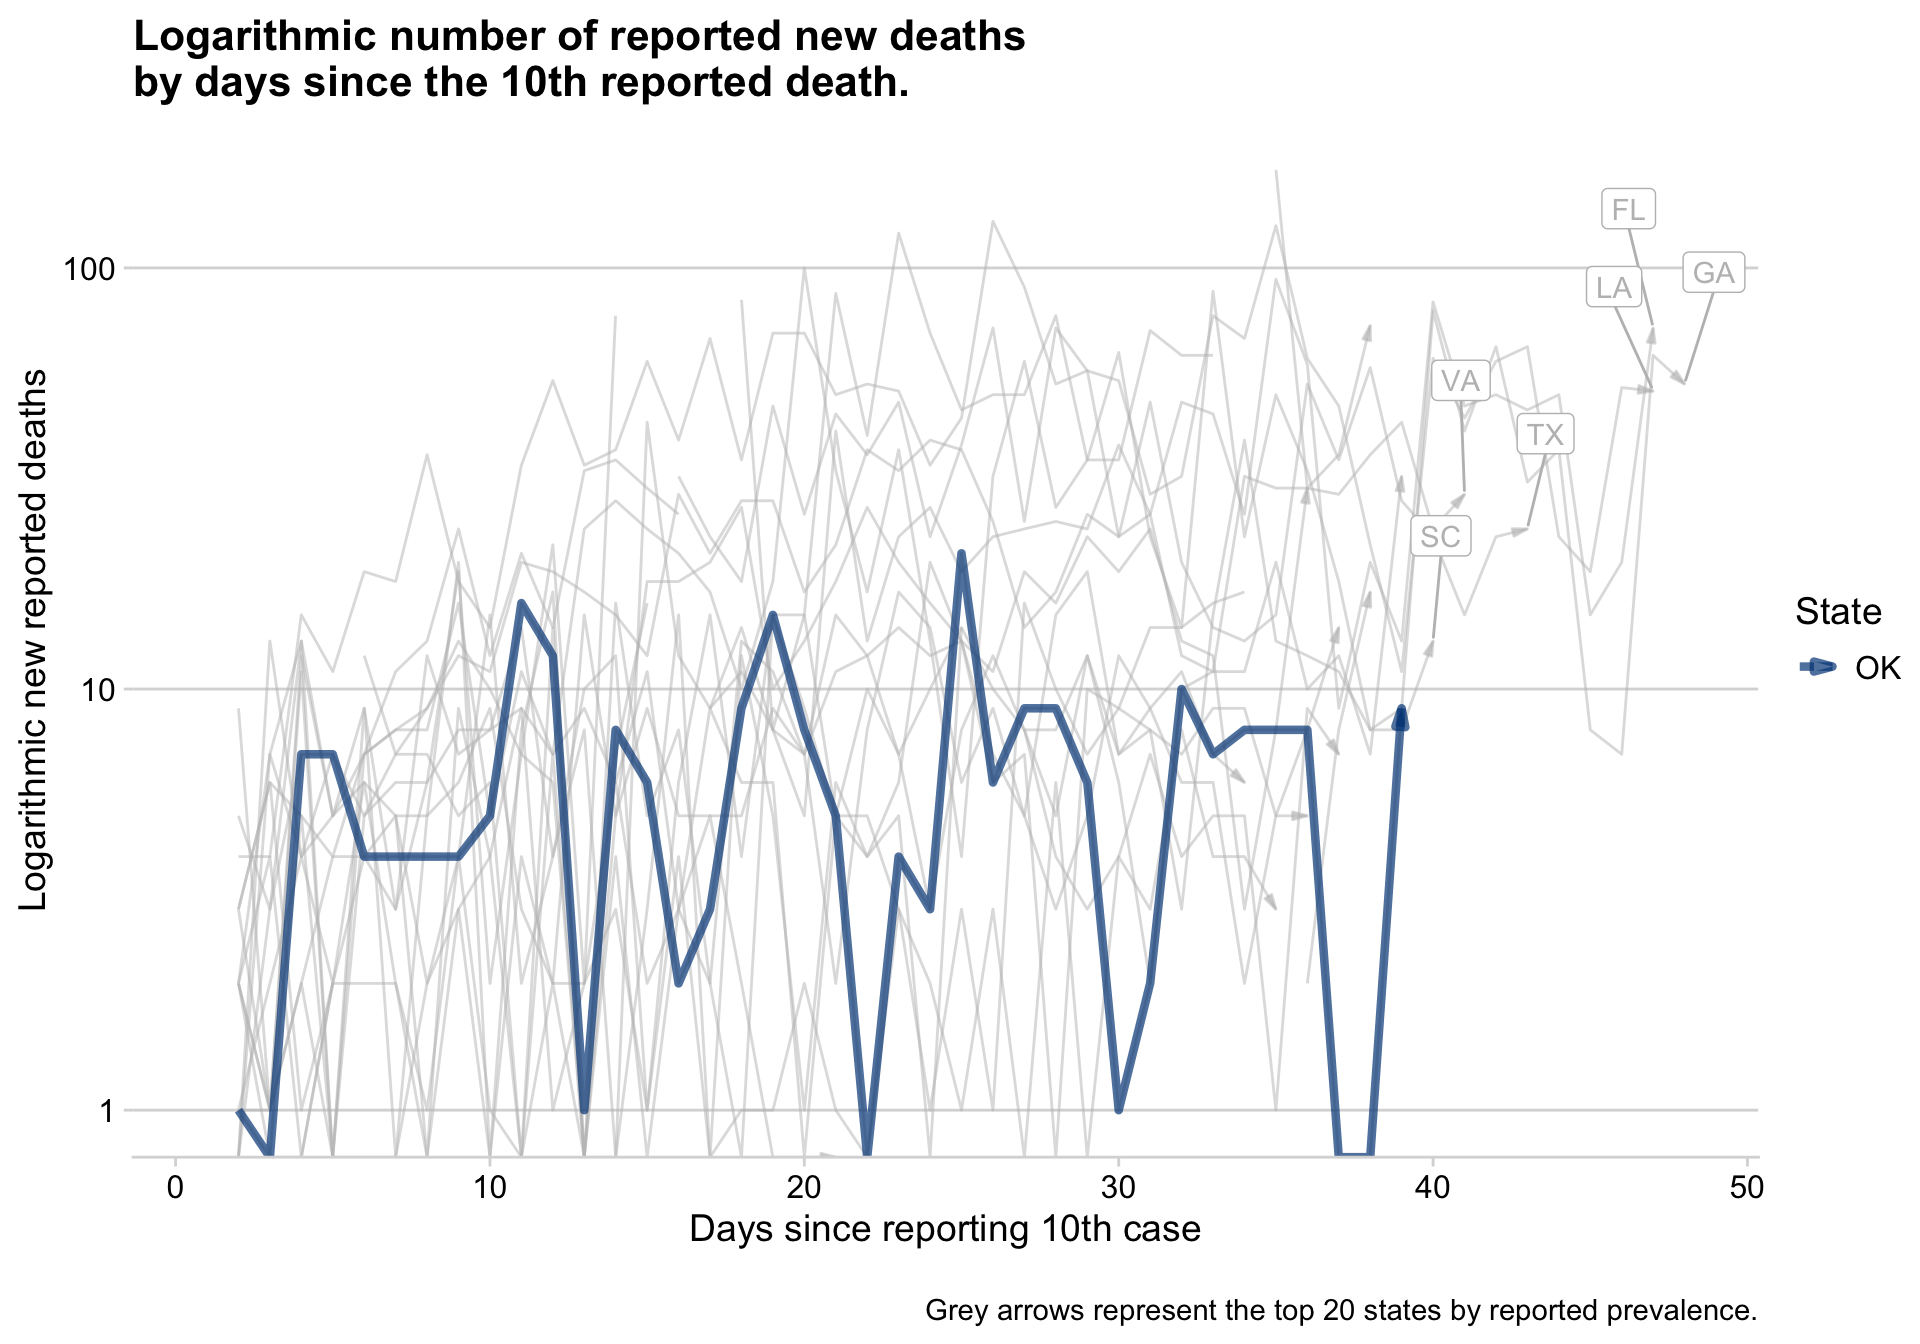 Logarithmic number of reported new deaths
by days since the 10th reported death.
Logarithmic new reported deaths
100
10
1
FL
LA
GA
VA
TX
SC
State
OK
0 10 20 30 40 50
Days since reporting 10th case
Grey arrows represent the top 20 states by reported prevalence.